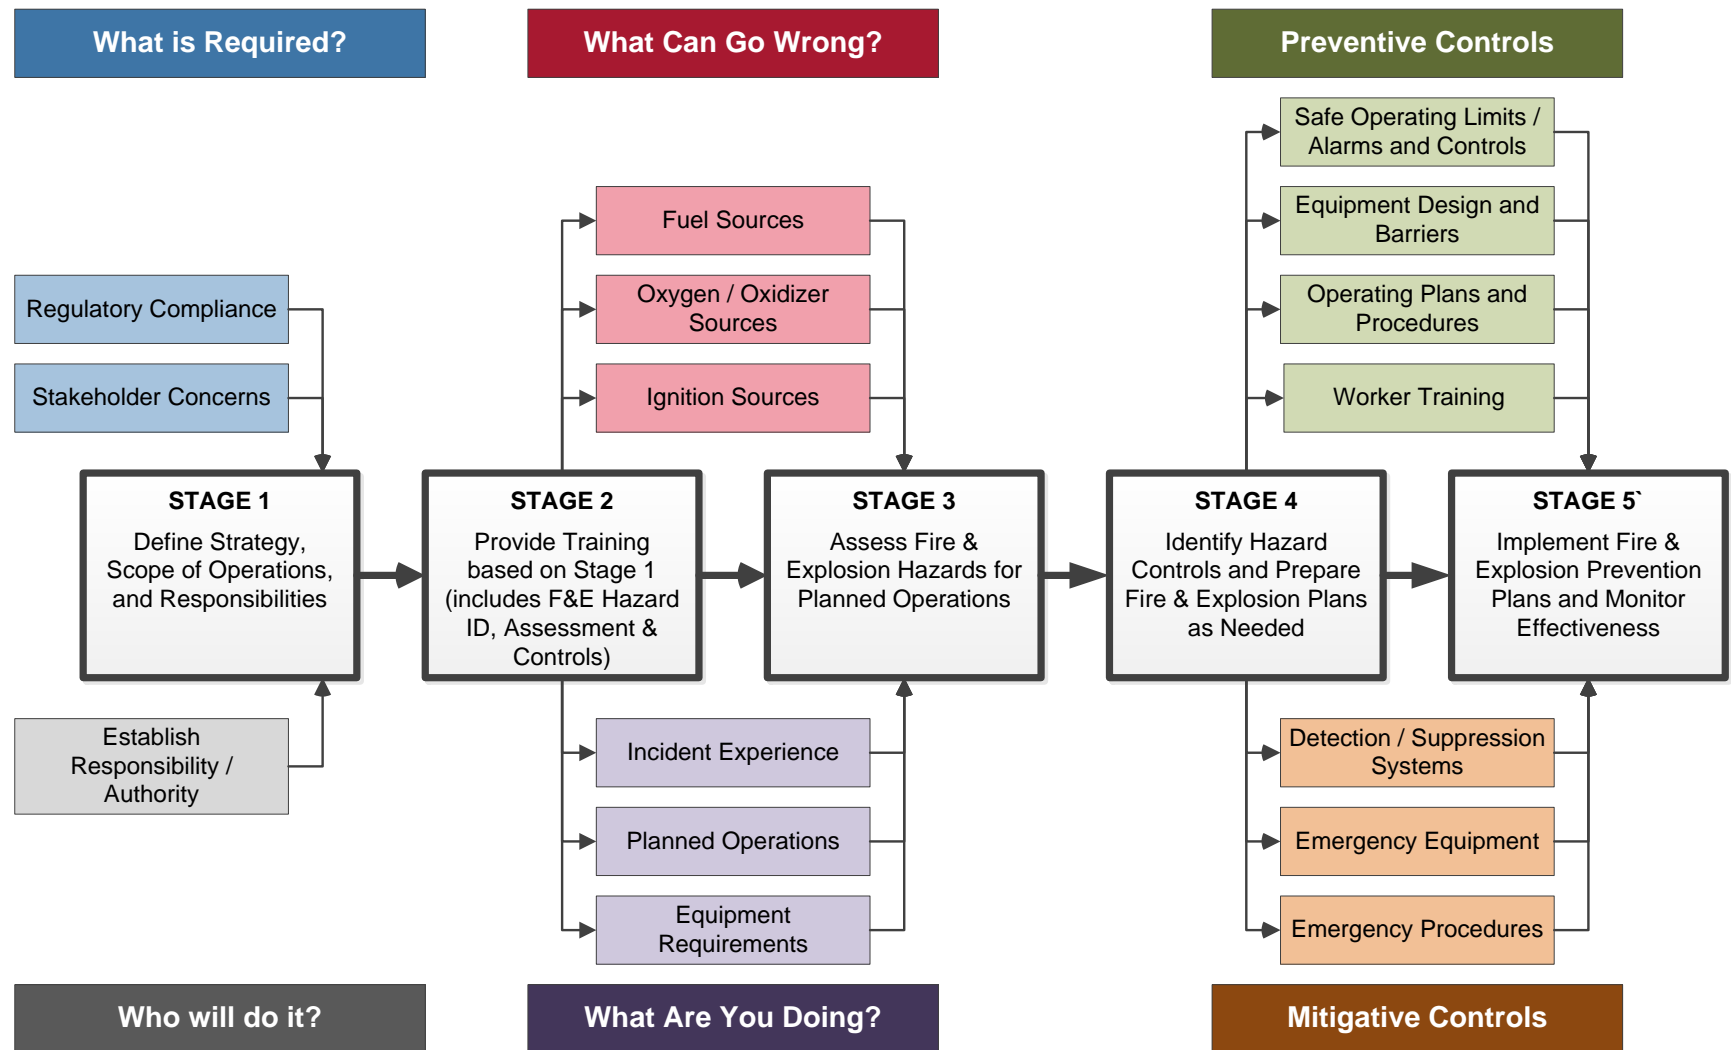 What is Required?
What Can Go Wrong?
Preventive Controls
Safe Operating Limits /
Alarms and Controls
Fuel Sources
Equipment Design and
Barriers
Regulatory Compliance
Oxygen / Oxidizer
Sources
Operating Plans and
Procedures
Stakeholder Concerns
Ignition Sources
Worker Training
STAGE 1
Define Strategy,
Scope of Operations,
and Responsibilities
STAGE 2
Provide Training
based on Stage 1
(includes F&E Hazard
ID, Assessment &
Controls)
STAGE 3
Assess Fire &
Explosion Hazards for
Planned Operations
STAGE 4
Identify Hazard
Controls and Prepare
Fire & Explosion Plans
as Needed
STAGE 5`
Implement Fire &
Explosion Prevention
Plans and Monitor
Effectiveness
Establish
Responsibility /
Authority
Incident Experience
Detection / Suppression
Systems
Planned Operations
Emergency Equipment
Equipment
Requirements
Emergency Procedures
Who will do it?
What Are You Doing?
Mitigative Controls